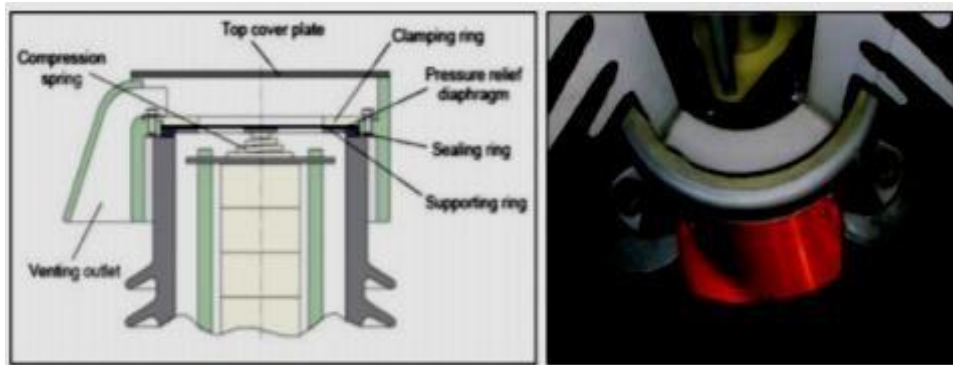 Top cover plate
Clamping ring
Compression
spring
Pressure relief
diaphragm
Sealing ring
Supporting ring
Venting outlet